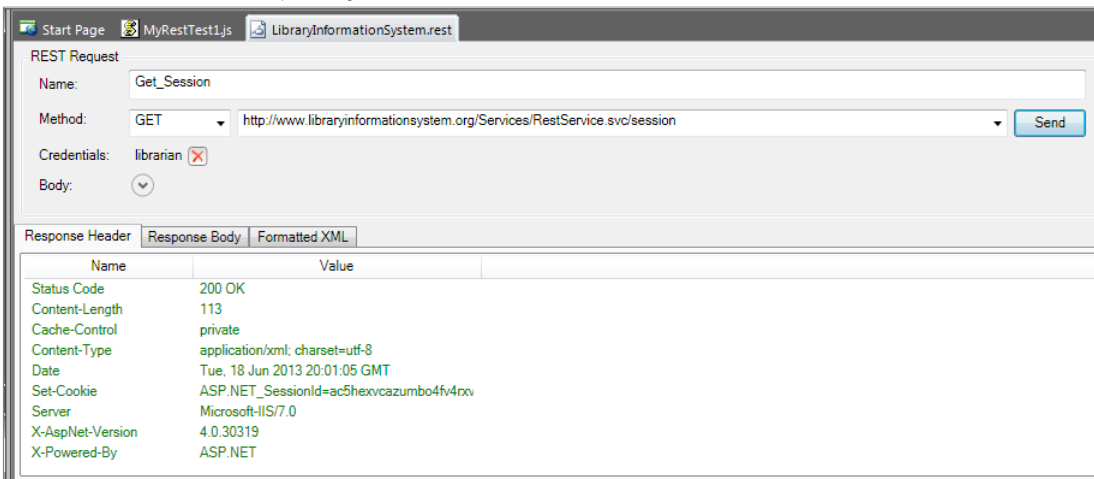 Start Page MyRestTest1.js LibraryInformationSystem.rest
REST Request
Name: Get_Session
Method: GET http://www.libraryinformationsystem.org/Services/RestService.svc/session Send
Credentials: librarian
Body:
Response Header Response Body Formatted XML
Name Value
Status Code 200 OK
Content-Length 113
Cache-Control private
Content-Type application/xml; charset=utf-8
Date Tue, 18 Jun 2013 20:01:05 GMT
Set-Cookie ASP.NET_SessionId=ac5hexvcazumbo4fv4rxv
Server Microsoft-IIS/7.0
X-AspNet-Version 4.0.30319
X-Powered-By ASP.NET